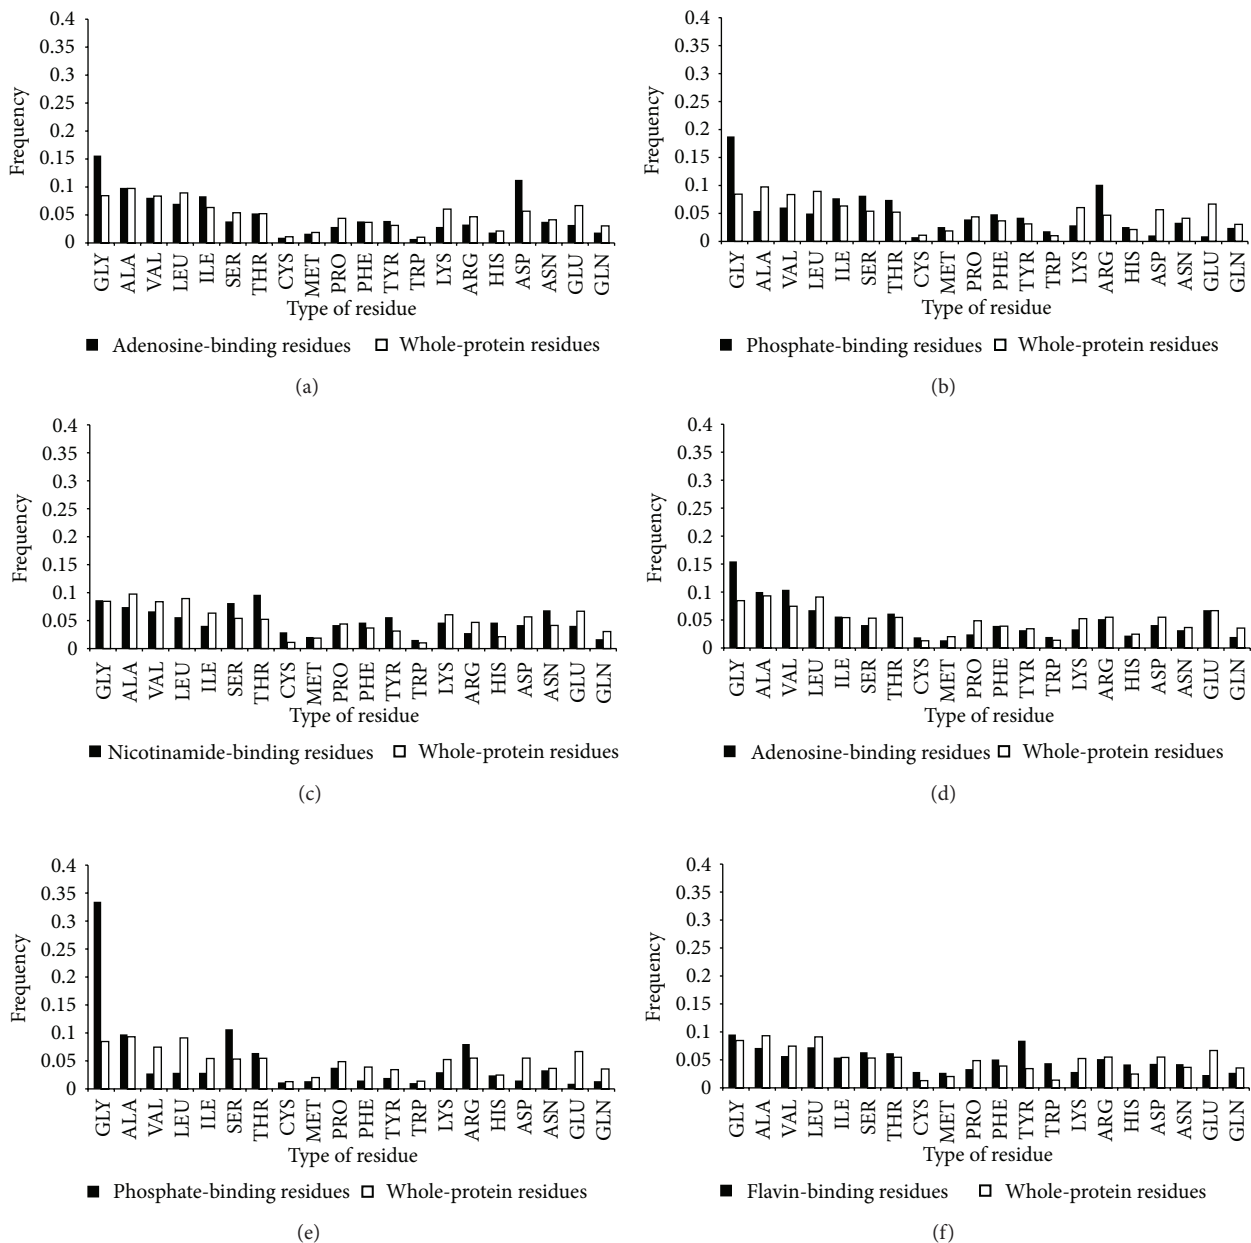 0.4
0.35
0.3
0.25
0.2
0.15
0.1
0.05
0
Frequency
GLY ALA VAL LEU ILE SER THR CYS MET PRO PHE TYR TRP LYS ARG HIS ASP ASN GLU GLN
Type of residue
Adenosine-binding residues Whole-protein residues
(a)
0.4
0.35
0.3
0.25
0.2
0.15
0.1
0.05
0
Frequency
GLY ALA VAL LEU ILE SER THR CYS MET PRO PHE TYR TRP LYS ARG HIS ASP ASN GLU GLN
Type of residue
Phosphate-binding residues Whole-protein residues
(b)
0.4
0.35
0.3
0.25
0.2
0.15
0.1
0.05
0
Frequency
GLY ALA VAL LEU ILE SER THR CYS MET PRO PHE TYR TRP LYS ARG HIS ASP ASN GLU GLN
Type of residue
Nicotinamide-binding residues Whole-protein residues
(c)
0.4
0.35
0.3
0.25
0.2
0.15
0.1
0.05
0
Frequency
GLY ALA VAL LEU ILE SER THR CYS MET PRO PHE TYR TRP LYS ARG HIS ASP ASN GLU GLN
Type of residue
Adenosine-binding residues Whole-protein residues
(d)
0.4
0.35
0.3
0.25
0.2
0.15
0.1
0.05
0
Frequency
GLY ALA VAL LEU ILE SER THR CYS MET PRO PHE TYR TRP LYS ARG HIS ASP ASN GLU GLN
Type of residue
Phosphate-binding residues Whole-protein residues
(e)
0.4
0.35
0.3
0.25
0.2
0.15
0.1
0.05
0
Frequency
GLY ALA VAL LEU ILE SER THR CYS MET PRO PHE TYR TRP LYS ARG HIS ASP ASN GLU GLN
Type of residue
Flavin-binding residues Whole-protein residues
(f)